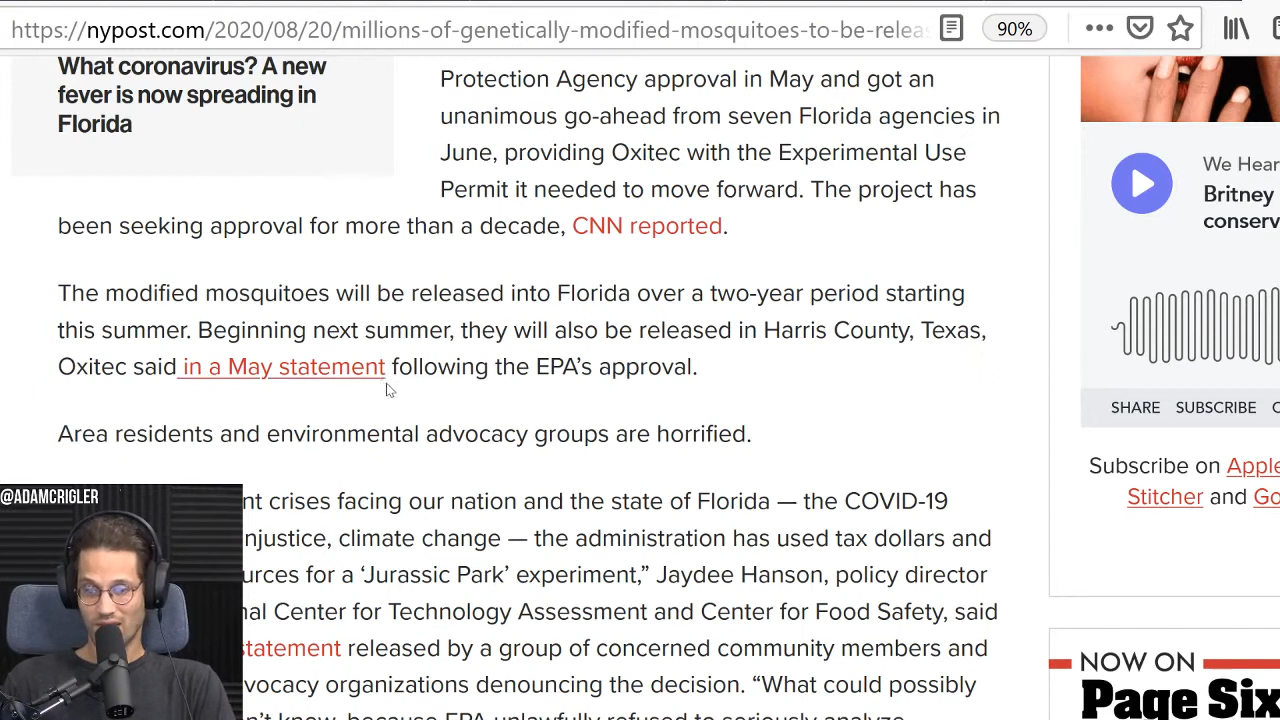 https://nypost.com/2020/08/20/millions-of-genetically-modified-mosquitoes-to-be-relea
90%
What coronavirus? A new
fever is now spreading in
Florida
Protection Agency approval in May and got an
unanimous go-ahead from seven Florida agencies in
June, providing Oxitec with the Experimental Use
Permit it needed to move forward. The project has
been seeking approval for more than a decade, CNN reported.
The modified mosquitoes will be released into Florida over a two-year period starting
this summer. Beginning next summer, they will also be released in Harris County, Texas,
Oxitec said in a May statement following the EPA’s approval.
Area residents and environmental advocacy groups are horrified.
nt crises facing our nation and the state of Florida — the COVID-19
njustice, climate change — the administration has used tax dollars and
urces for a ‘Jurassic Park’ experiment,” Jaydee Hanson, policy director
nal Center for Technology Assessment and Center for Food Safety, said
statement released by a group of concerned community members and
vocacy organizations denouncing the decision. “What could possibly
n’t know, because EPA unlawfully refused to seriously analyze
@ADAMCRIGLER
We Hear
Britney
conserv
SHARE SUBSCRIBE
Subscribe on Apple
Stitcher and Go
NOW ON
Page Six